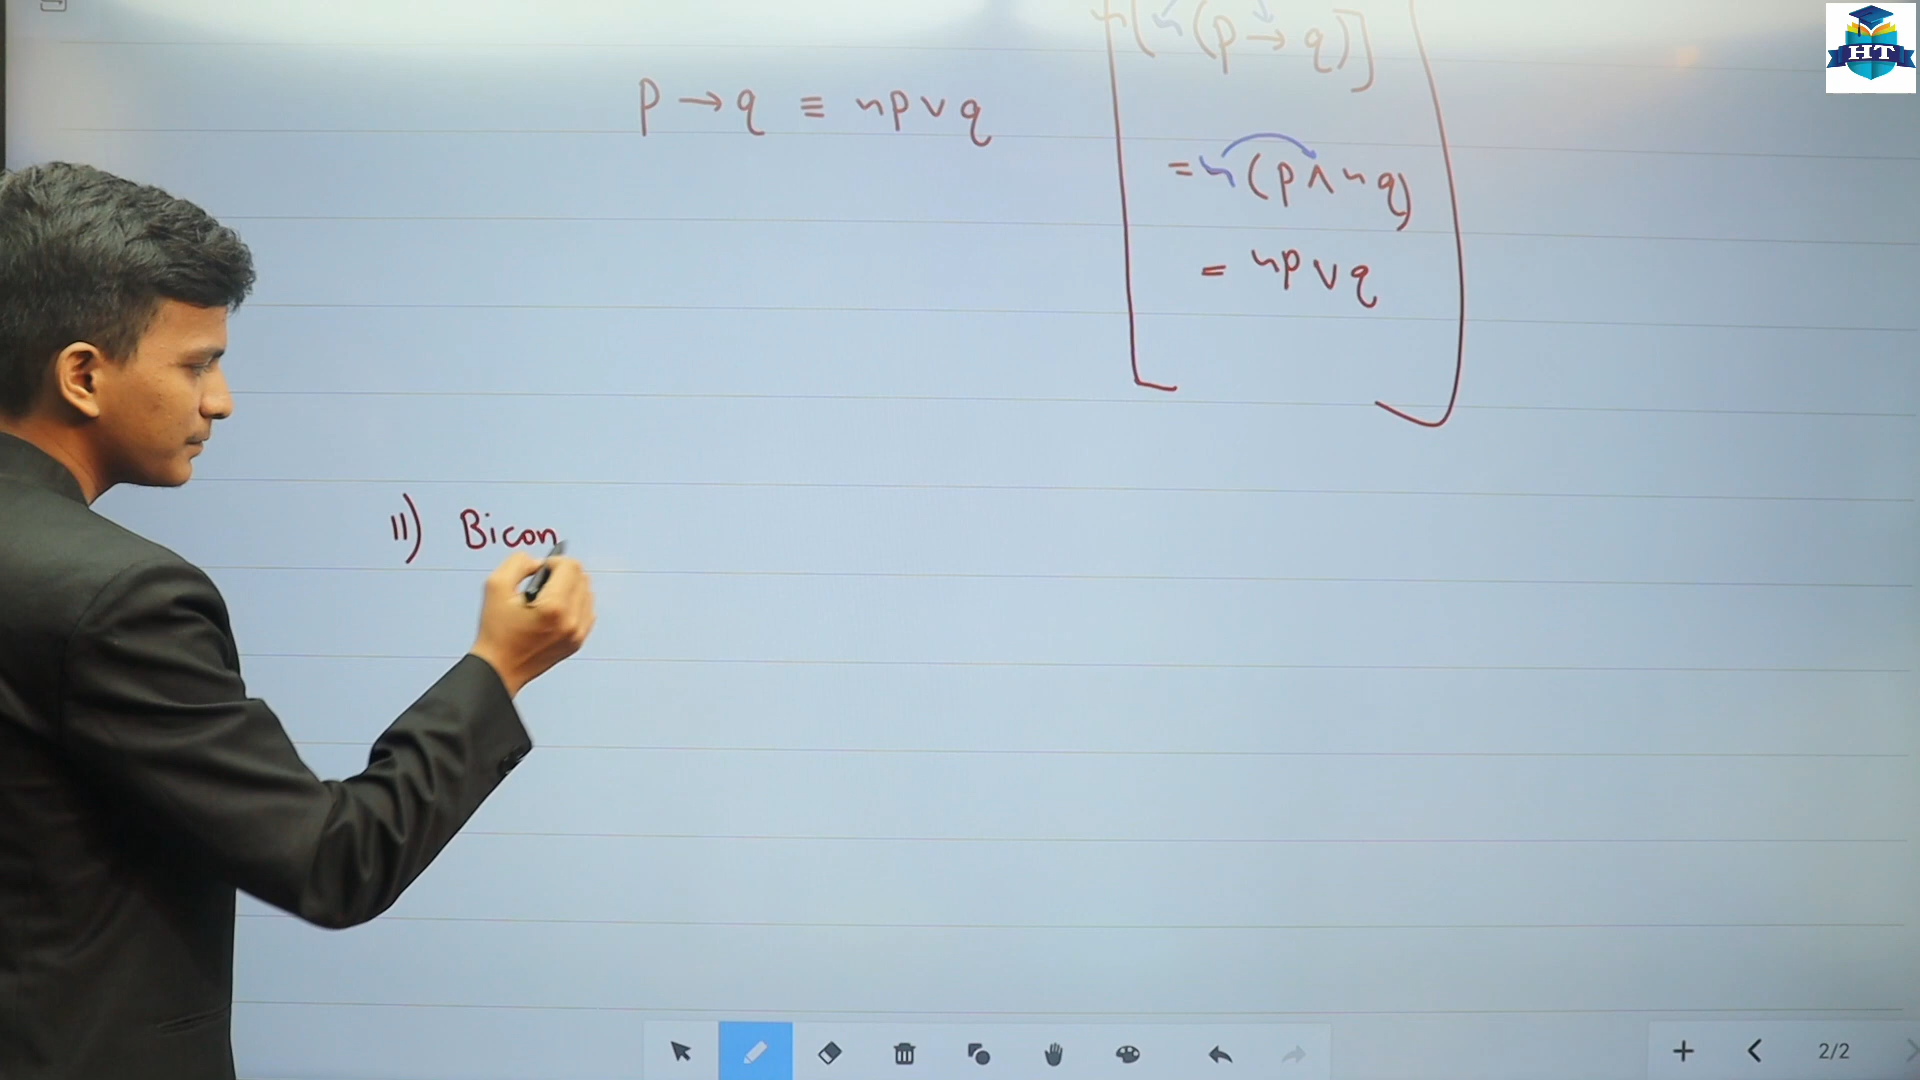 ~(p → q)]
p → q ≡ ~p ∨ q
= ~(p ∧ ~q)
= ~p ∨ q
11) Bicon
2/2
HT